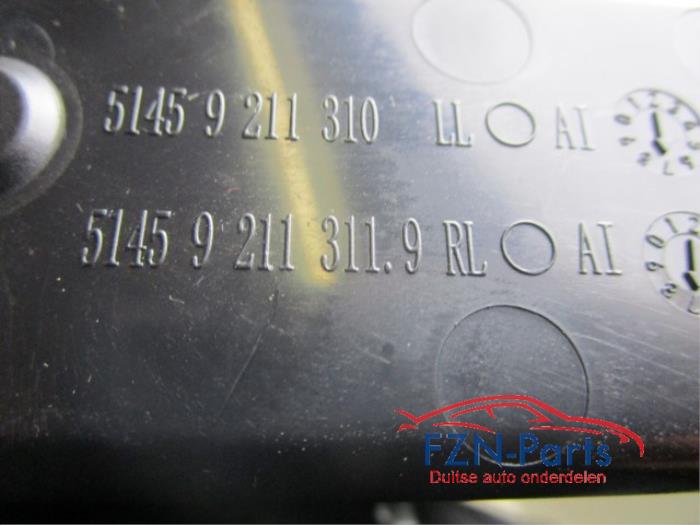 5145 9 211 310 LL AI
5145 9 211 311.9 RL AI
FZN-Parts
Duitse auto onderdelen